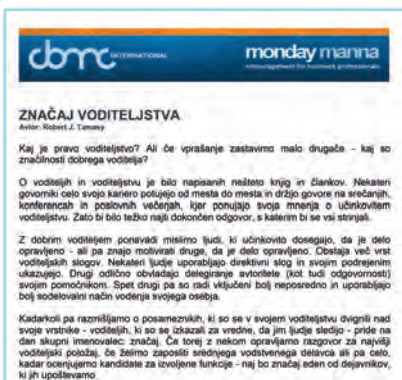 cbmc INTERNATIONAL
monday manna
encouragement for business professionals
ZNAČAJ VODITELJSTVA
Avtor: Robert J. Tamasy
Kaj je pravo voditeljstvo? Ali če vprašanje zastavimo malo drugače - kaj so
značilnosti dobrega voditelja?
O voditeljih in voditeljstvu je bilo napisanih nešteto knjig in člankov. Nekateri
govorniki celo svojo kariero potujejo od mesta do mesta in držijo govore na srečanjih,
konferencah in poslovnih večerjah, kjer ponujajo svoja mnenja o učinkovitem
voditeljstvu. Zato bi bilo težko najti dokončen odgovor, s katerim bi se vsi strinjali.
Z dobrim voditeljem ponavadi mislimo ljudi, ki učinkovito dosegajo, da je delo
opravljeno - ali pa znajo motivirati druge, da je delo opravljeno. Obstaja več vrst
voditeljskih slogov. Nekateri ljudje uporabljajo direktivni slog in svojim podrejenim
ukazujejo. Drugi odlično obvladajo delegiranje avtoritete (kot tudi odgovornosti)
svojim pomočnikom. Spet drugi pa so radi vključeni bolj neposredno in uporabljajo
bolj sodelovalni način vodenja svojega osebja.
Kadarkoli pa razmišljamo o posameznikih, ki so se v svojem voditeljstvu dvignili nad
svoje vrstnike - voditeljih, ki so se izkazali za vredne, da jim ljudje sledijo - pride na
dan skupni imenovalec: značaj. Če torej z nekom opravljamo razgovor za najvišji
voditeljski položaj, če želimo zaposliti srednjega vodstvenega delavca ali pa celo,
kadar ocenjujemo kandidate za izvoljene funkcije - naj bo značaj eden od dejavnikov,
ki jih upoštevamo